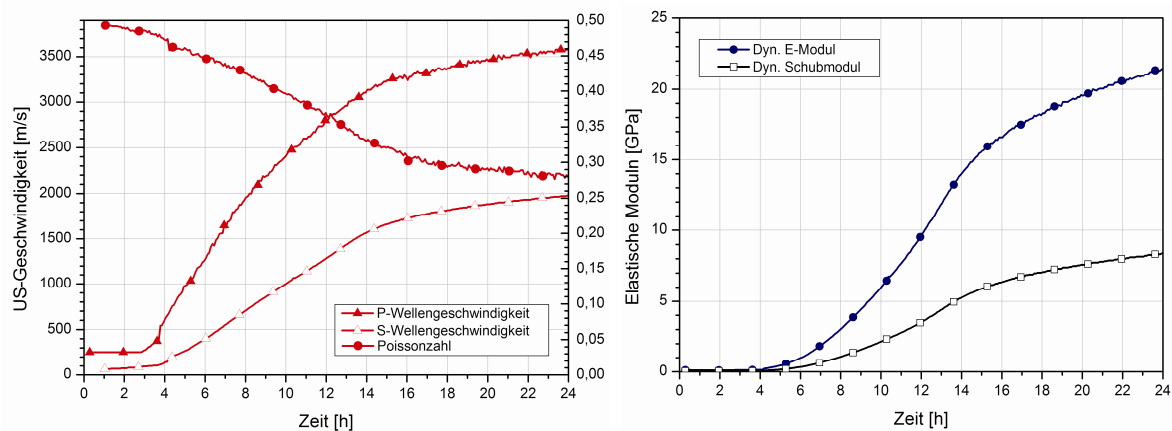 US-Geschwindigkeit [m/s]
3500
3000
2500
2000
1500
1000
500
0
0,50
0,45
0,40
0,35
0,30
0,25
0,20
0,15
0,10
0,05
0,00
P-Wellengeschwindigkeit
S-Wellengeschwindigkeit
Poissonzahl
0 2 4 6 8 10 12 14 16 18 20 22 24
Zeit [h]
Elastische Moduln [GPa]
25
20
15
10
5
0
Dyn. E-Modul
Dyn. Schubmodul
0 2 4 6 8 10 12 14 16 18 20 22 24
Zeit [h]